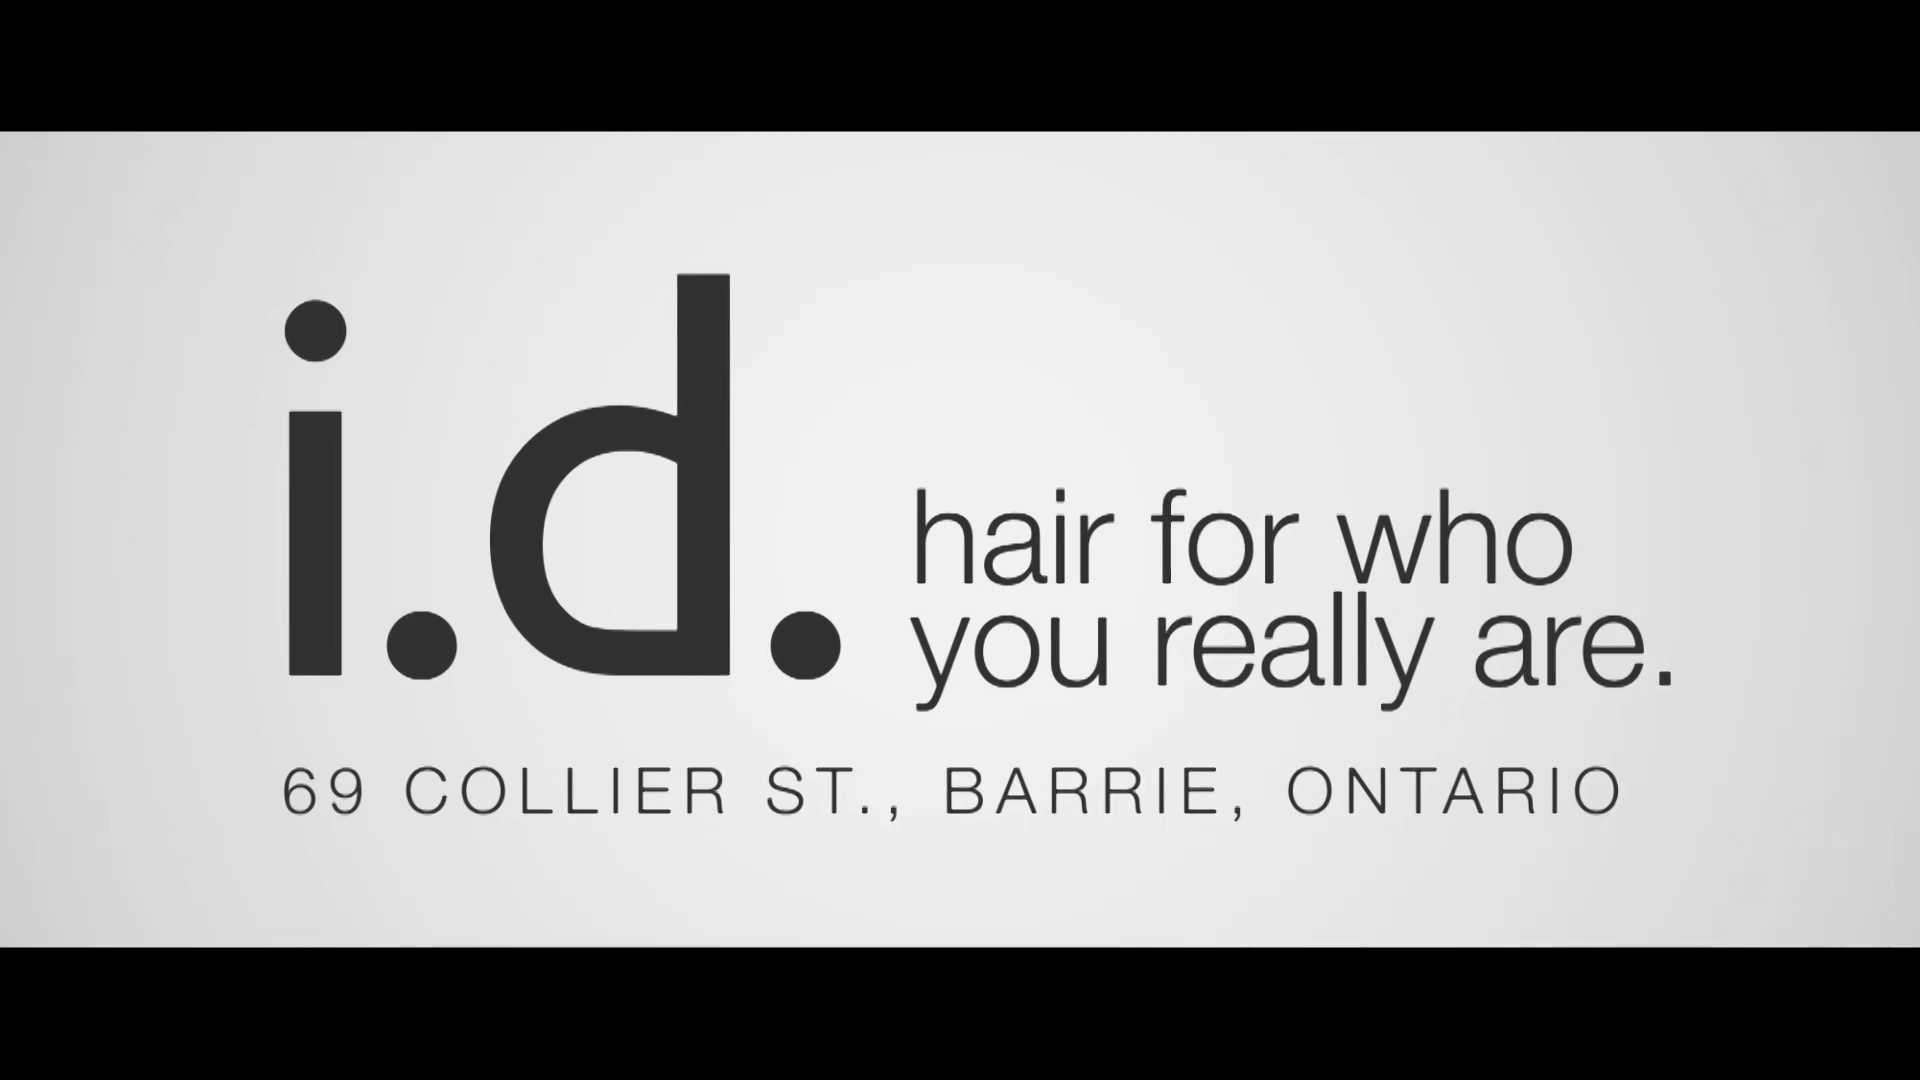 i.d.
hair for who
you really are.
69 COLLIER ST., BARRIE, ONTARIO